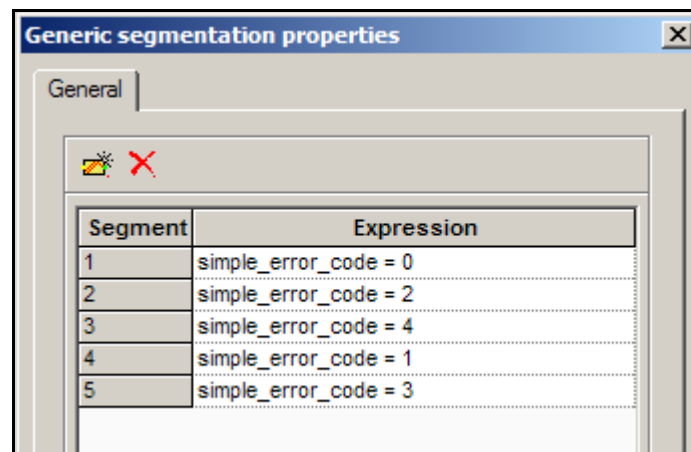 Generic segmentation properties
General
Segment Expression
1 simple_error_code = 0
2 simple_error_code = 2
3 simple_error_code = 4
4 simple_error_code = 1
5 simple_error_code = 3